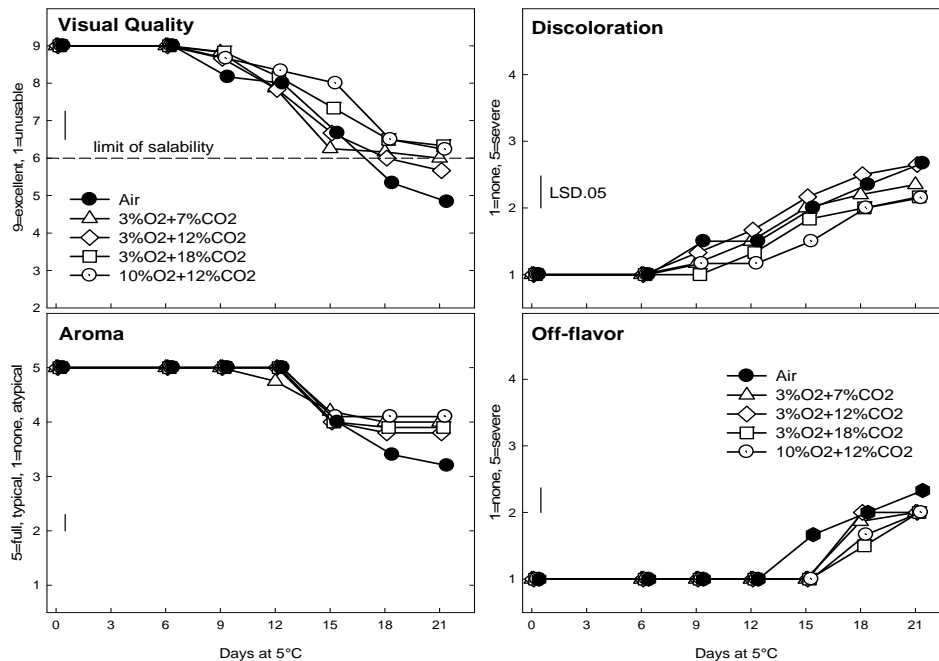 Visual Quality
9=excellent, 1=unusable
9
8
7
6
5
4
3
2
limit of salability
Air
3%O2+7%CO2
3%O2+12%CO2
3%O2+18%CO2
10%O2+12%CO2
Discoloration
1=none, 5=severe
4
3
2
1
LSD.05
Aroma
5=full, typical, 1=none, atypical
5
4
3
2
1
0 3 6 9 12 15 18 21
Days at 5°C
Off-flavor
1=none, 5=severe
4
3
2
1
Air
3%O2+7%CO2
3%O2+12%CO2
3%O2+18%CO2
10%O2+12%CO2
0 3 6 9 12 15 18 21
Days at 5°C